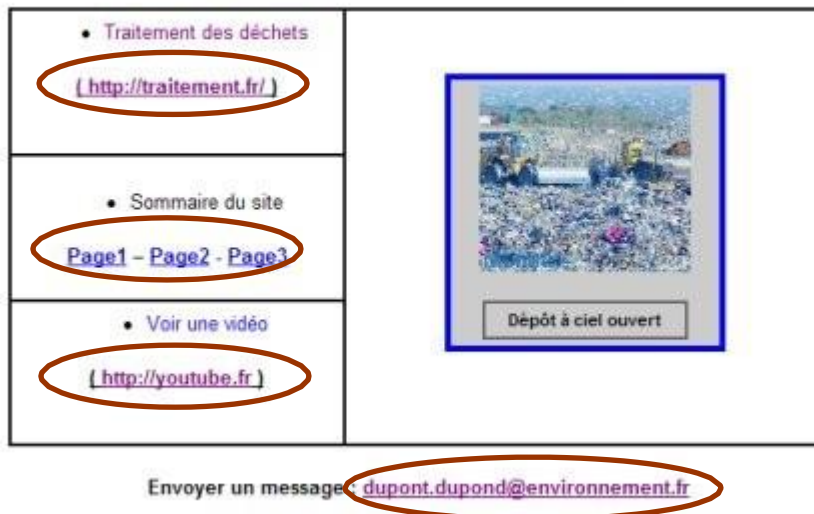 • Traitement des déchets
( http://traitement.fr/ )
• Sommaire du site
Page1 – Page2 - Page3
• Voir une vidéo
( http://youtube.fr )
Dépôt à ciel ouvert
Envoyer un message : dupont.dupond@environnement.fr